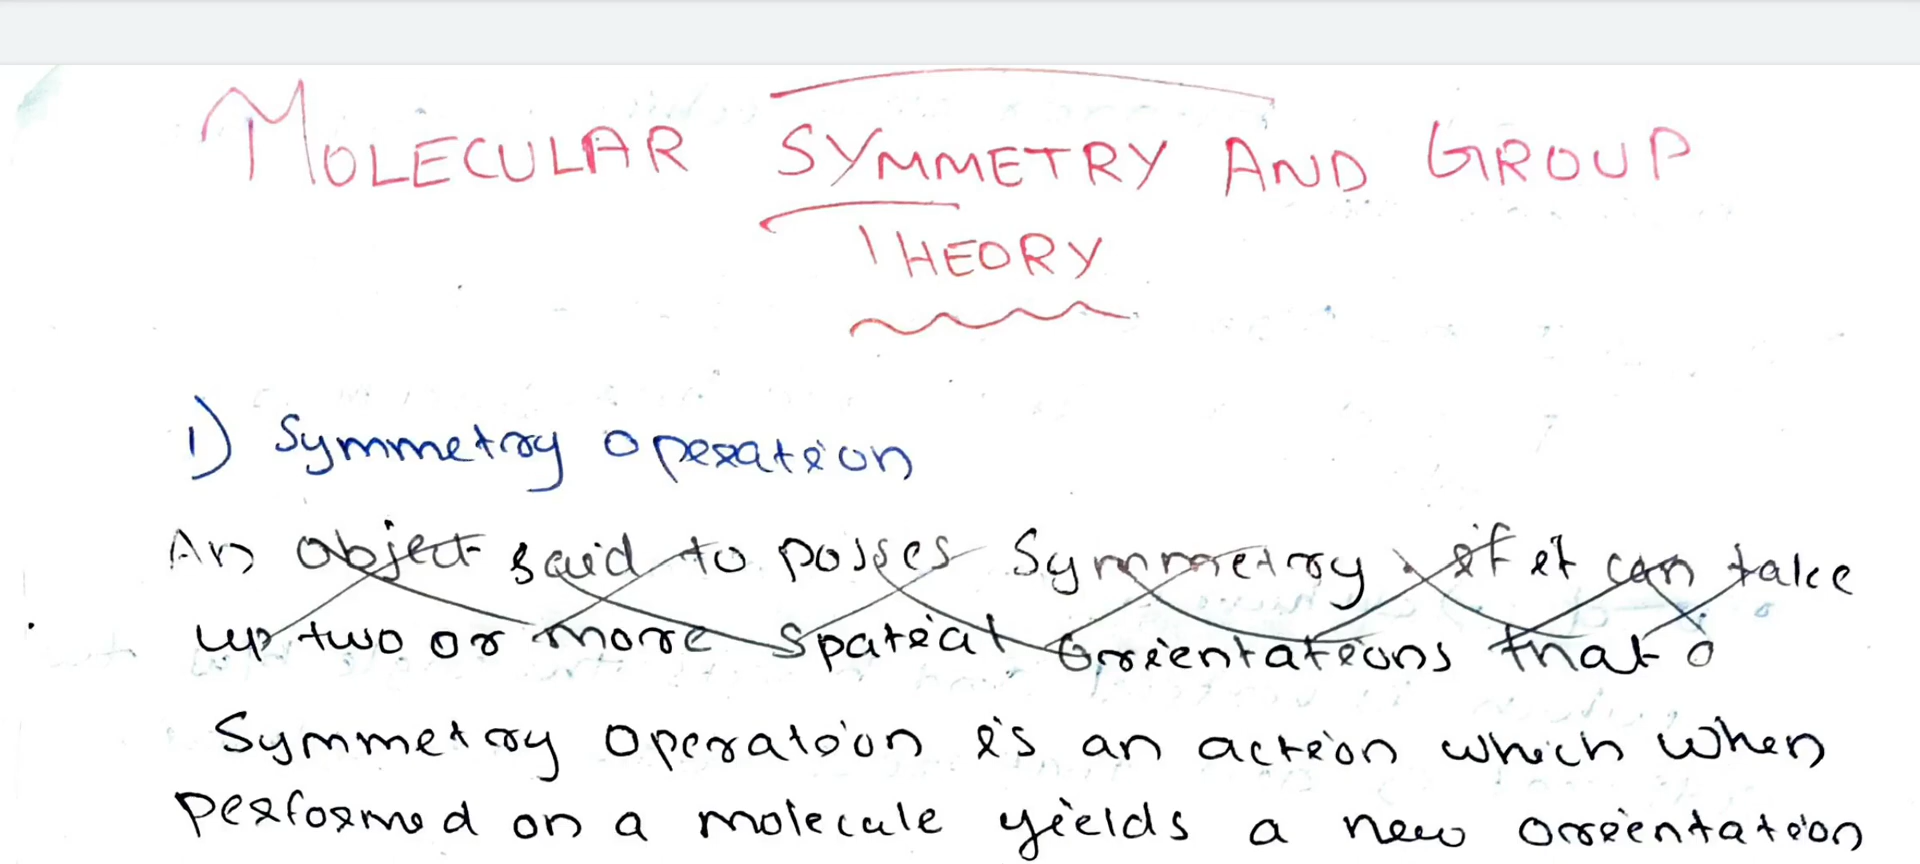 MOLECULAR SYMMETRY AND GROUP
THEORY
1) Symmetry operation
An object said to posses Symmetry if it can take
up two or more spatial orientations that
Symmetry operation is an action which when
performed on a molecule yields a new orientation